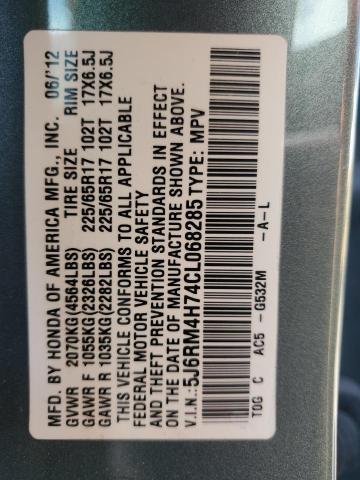 MFD. BY HONDA OF AMERICA MFG., INC. 06/'12
GVWR 2070KG(4564LBS) TIRE SIZE RIM SIZE
GAWR F 1055KG(2326LBS) 225/65R17 102T 17X6.5J
GAWR R 1035KG(2282LBS) 225/65R17 102T 17X6.5J
THIS VEHICLE CONFORMS TO ALL APPLICABLE
FEDERAL MOTOR VEHICLE SAFETY
AND THEFT PREVENTION STANDARDS IN EFFECT
ON THE DATE OF MANUFACTURE SHOWN ABOVE.
V.I.N.:5J6RM4H74CL068285 TYPE: MPV
T0G C AC5 G532M -A-L